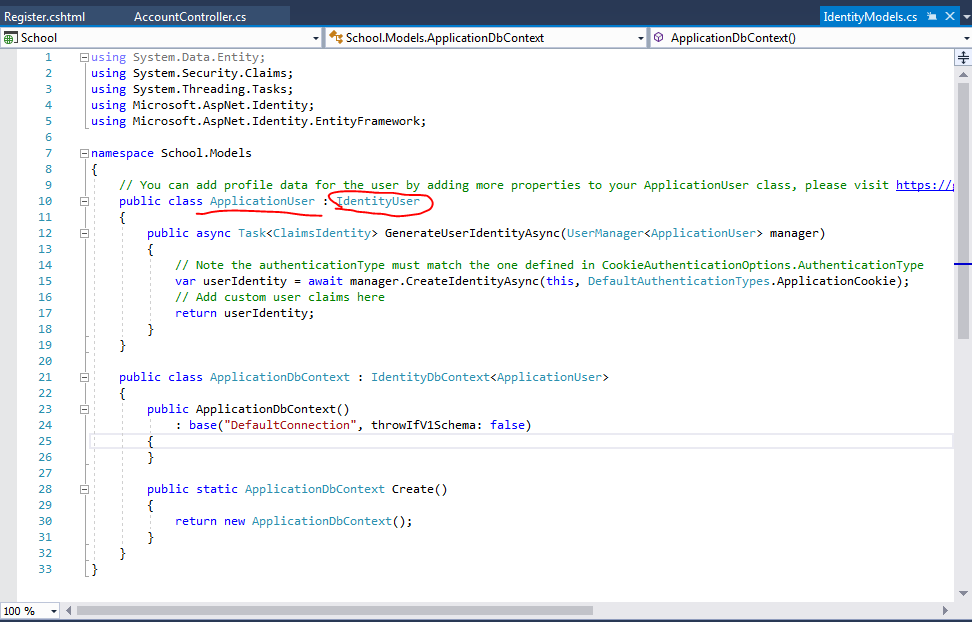 Register.cshtml AccountController.cs IdentityModels.cs
School School.Models.ApplicationDbContext ApplicationDbContext()
1 using System.Data.Entity;
2 using System.Security.Claims;
3 using System.Threading.Tasks;
4 using Microsoft.AspNet.Identity;
5 using Microsoft.AspNet.Identity.EntityFramework;
6
7 namespace School.Models
8 {
9 // You can add profile data for the user by adding more properties to your ApplicationUser class, please visit https://
10 public class ApplicationUser : IdentityUser
11 {
12 public async Task<ClaimsIdentity> GenerateUserIdentityAsync(UserManager<ApplicationUser> manager)
13 {
14 // Note the authenticationType must match the one defined in CookieAuthenticationOptions.AuthenticationType
15 var userIdentity = await manager.CreateIdentityAsync(this, DefaultAuthenticationTypes.ApplicationCookie);
16 // Add custom user claims here
17 return userIdentity;
18 }
19 }
20
21 public class ApplicationDbContext : IdentityDbContext<ApplicationUser>
22 {
23 public ApplicationDbContext()
24 : base("DefaultConnection", throwIfV1Schema: false)
25 {
26 }
27
28 public static ApplicationDbContext Create()
29 {
30 return new ApplicationDbContext();
31 }
32 }
33 }
100 %